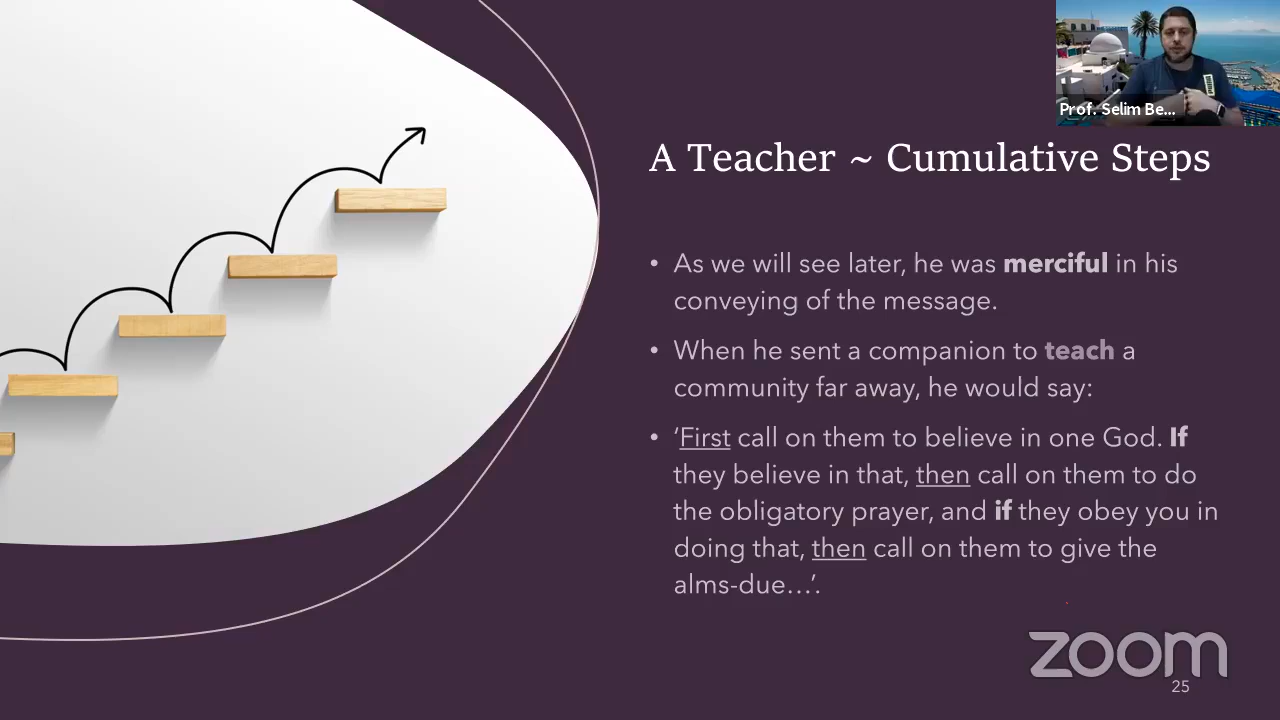 Prof. Selim Be...
A Teacher ~ Cumulative Steps
• As we will see later, he was merciful in his
conveying of the message.
• When he sent a companion to teach a
community far away, he would say:
• ‘First call on them to believe in one God. If
they believe in that, then call on them to do
the obligatory prayer, and if they obey you in
doing that, then call on them to give the
alms-due…’.
zoom
25